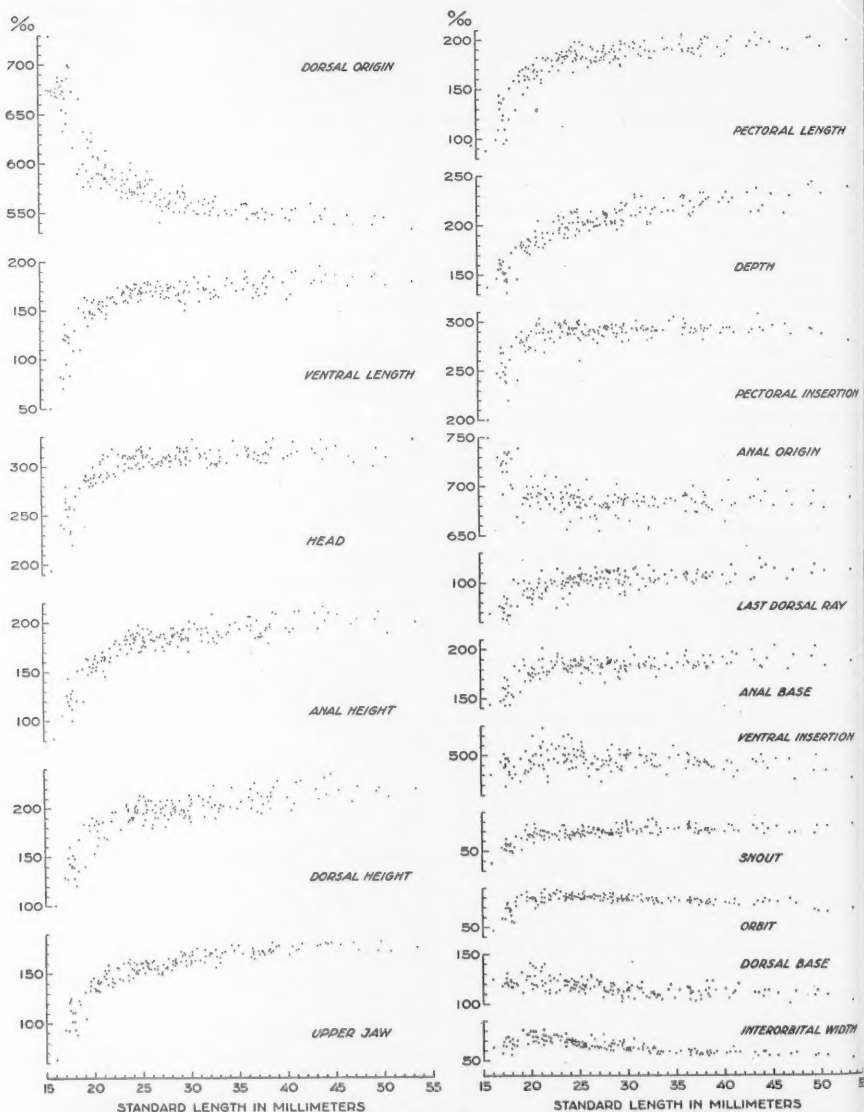 ‰
DORSAL ORIGIN
700
650
600
550
200
150
100
50
VENTRAL LENGTH
300
250
200
HEAD
200
150
100
ANAL HEIGHT
200
150
100
DORSAL HEIGHT
150
100
UPPER JAW
15 20 25 30 35 40 45 50 55
STANDARD LENGTH IN MILLIMETERS
‰
200
150
100
PECTORAL LENGTH
250
200
150
DEPTH
300
250
200
PECTORAL INSERTION
750
ANAL ORIGIN
700
650
100
LAST DORSAL RAY
200
150
ANAL BASE
VENTRAL INSERTION
500
50
SNOUT
50
ORBIT
150
DORSAL BASE
100
INTERORBITAL WIDTH
50
15 20 25 30 35 40 45 50
STANDARD LENGTH IN MILLIMETERS